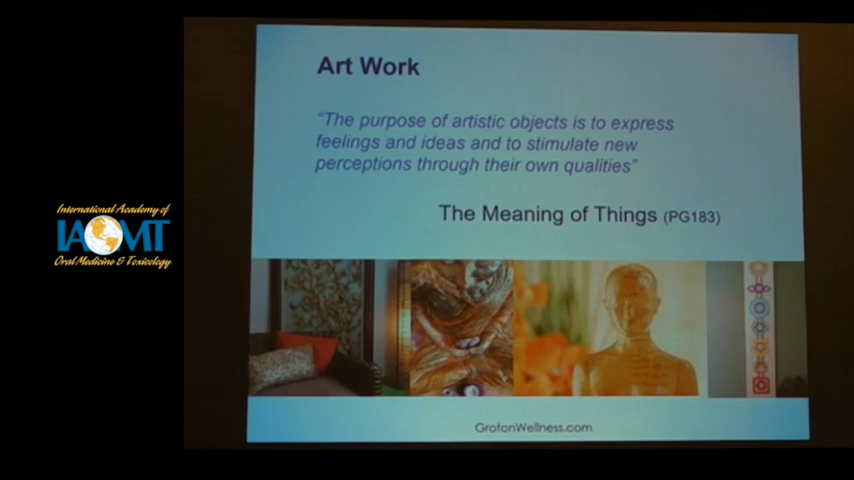 Art Work
“The purpose of artistic objects is to express
feelings and ideas and to stimulate new
perceptions through their own qualities”
The Meaning of Things (PG183)
International Academy of
IAOMT
Oral Medicine & Toxicology
GrotonWellness.com